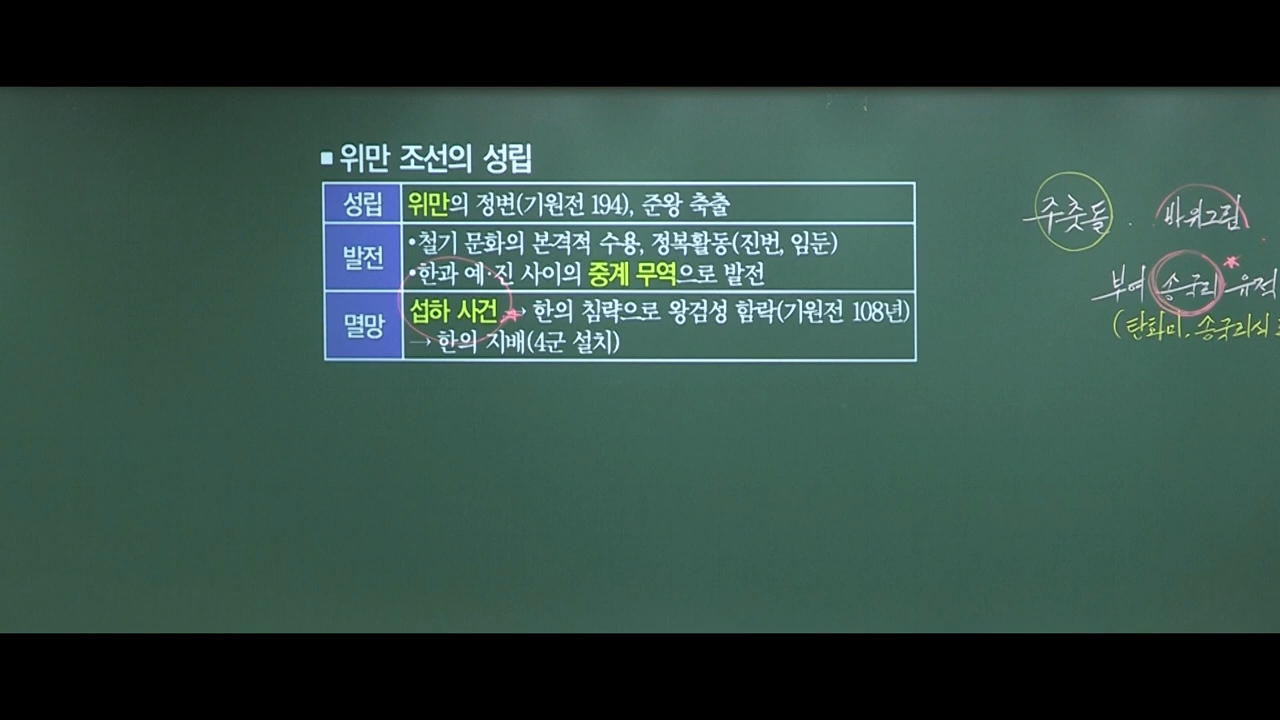 ▪위만 조선의 성립
성립
위만의 정변(기원전 194), 준왕 축출
발전
•철기 문화의 본격적 수용, 정복활동(진번, 임둔)
•한과 예·진 사이의 중계 무역으로 발전
멸망
섭하 사건 → 한의 침략으로 왕검성 함락(기원전 108년)
→ 한의 지배(4군 설치)
주춧돌 . 바위그림
부여 송국리 유적
(탄화미, 송국리식